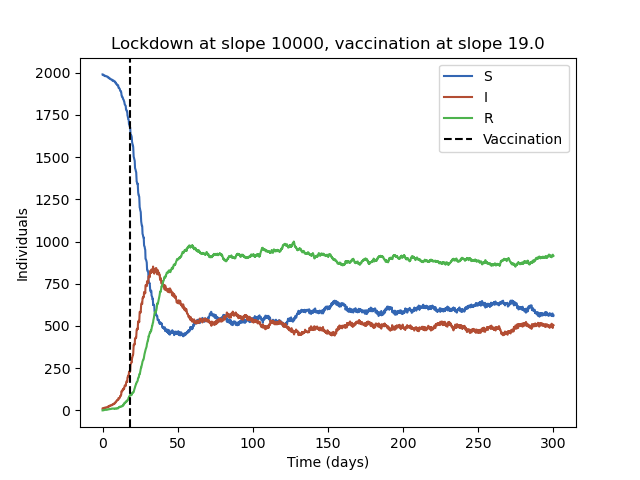 Lockdown at slope 10000, vaccination at slope 19.0
S
I
R
Vaccination
Individuals
2000
1750
1500
1250
1000
750
500
250
0
0 50 100 150 200 250 300
Time (days)